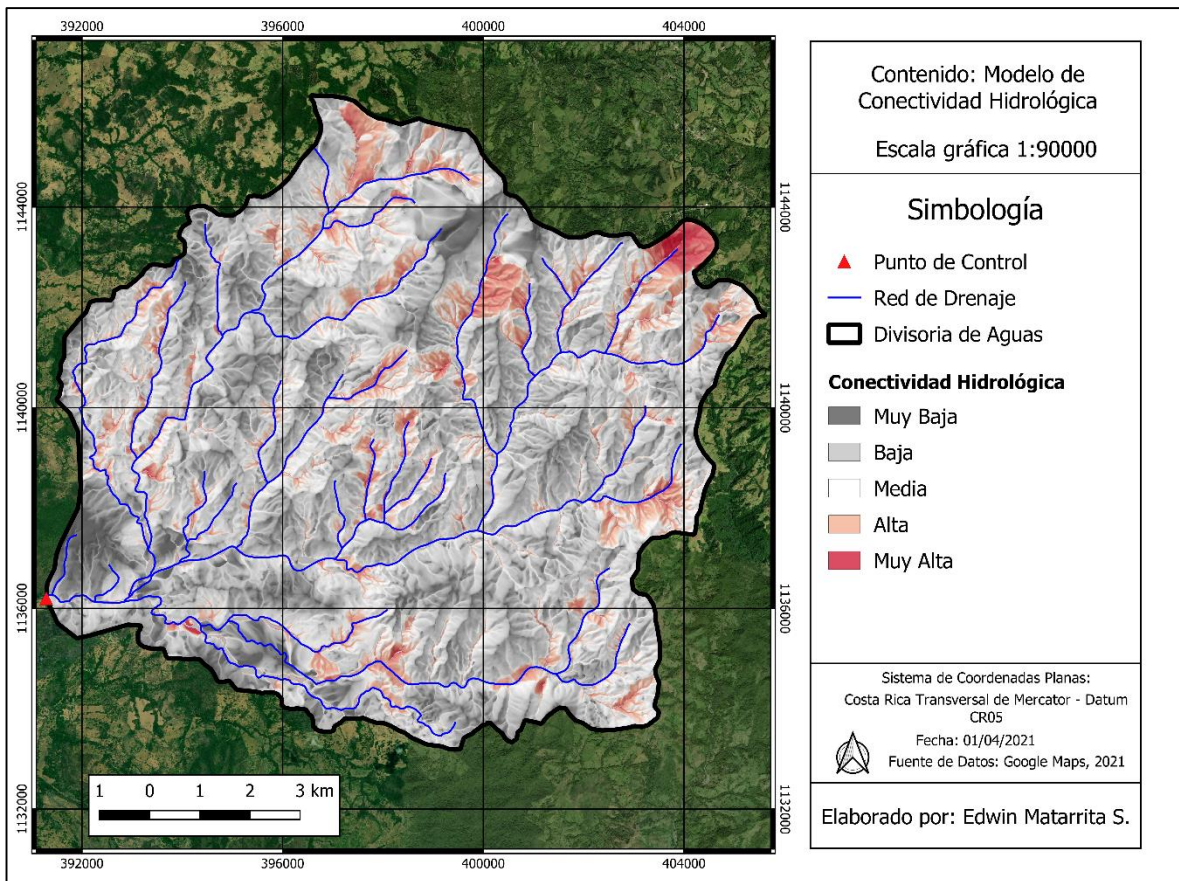 392000
396000
400000
404000
1144000
1144000
1140000
1140000
1136000
1136000
1132000
1132000
1 0 1 2 3 km
392000
396000
400000
404000
Contenido: Modelo de
Conectividad Hidrológica
Escala gráfica 1:90000
Simbología
Punto de Control
Red de Drenaje
Divisoria de Aguas
Conectividad Hidrológica
Muy Baja
Baja
Media
Alta
Muy Alta
Sistema de Coordenadas Planas:
Costa Rica Transversal de Mercator - Datum
CR05
Fecha: 01/04/2021
Fuente de Datos: Google Maps, 2021
Elaborado por: Edwin Matarrita S.